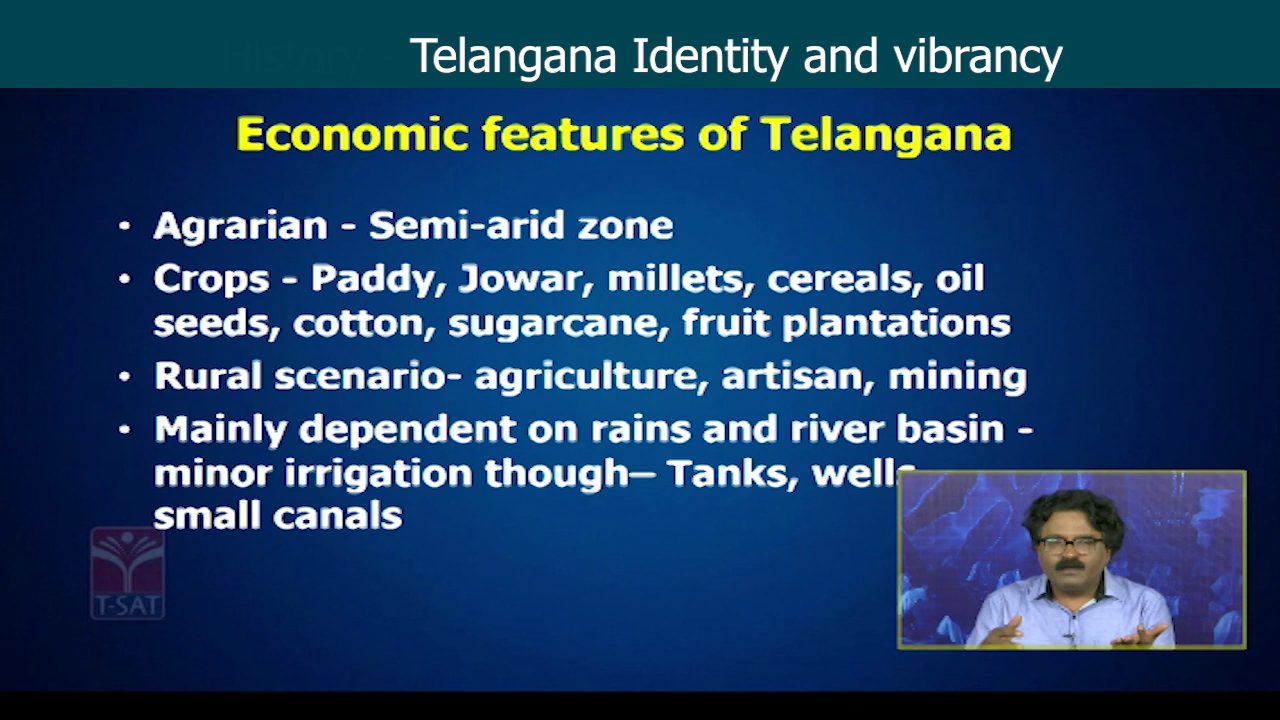 History
Telangana Identity and vibrancy
Economic features of Telangana
• Agrarian - Semi-arid zone
• Crops - Paddy, Jowar, millets, cereals, oil
seeds, cotton, sugarcane, fruit plantations
• Rural scenario- agriculture, artisan, mining
• Mainly dependent on rains and river basin -
minor irrigation though– Tanks, wells
small canals
T-SAT